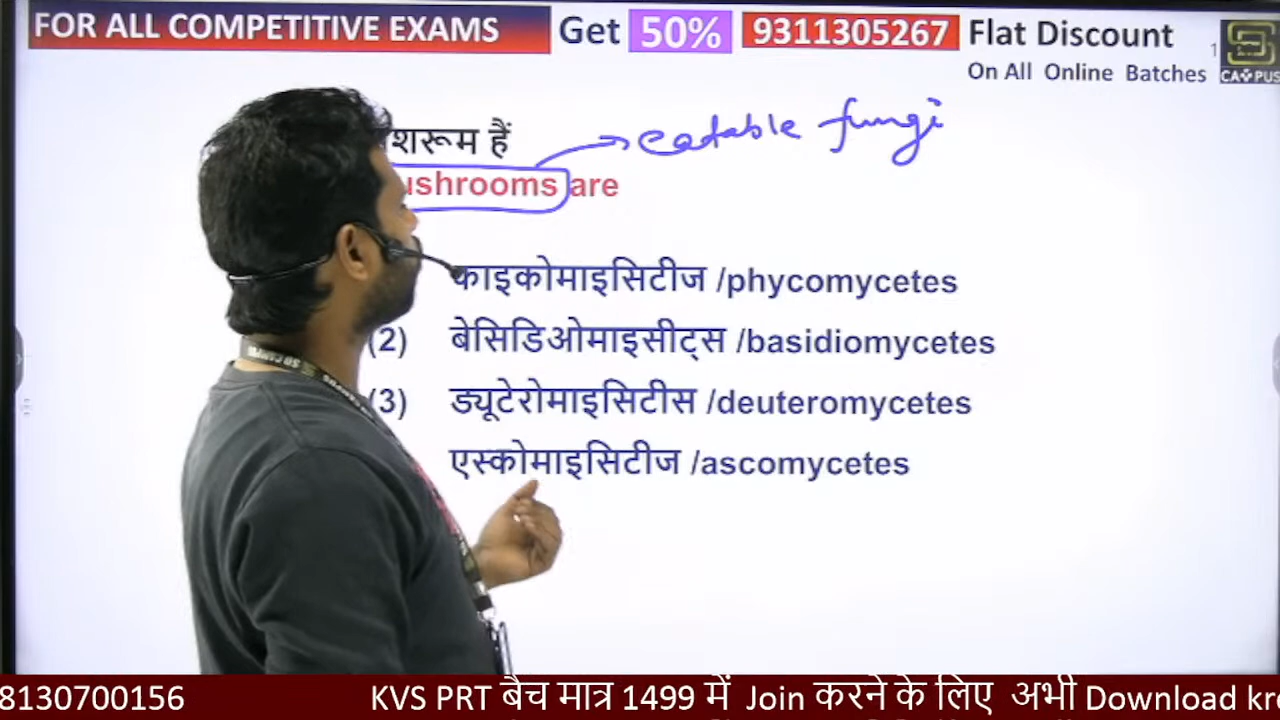 FOR ALL COMPETITIVE EXAMS Get 50% 9311305267 Flat Discount
On All Online Batches
CAMPUS
शरूम हैं eatable fungi
ushrooms are
काइकोमाइसिटीज /phycomycetes
(2) बेसिडिओमाइसीट्स /basidiomycetes
(3) ड्यूटेरोमाइसिटीस /deuteromycetes
एस्कोमाइसिटीज /ascomycetes
8130700156 KVS PRT बैच मात्र 1499 में Join करने के लिए अभी Download kre